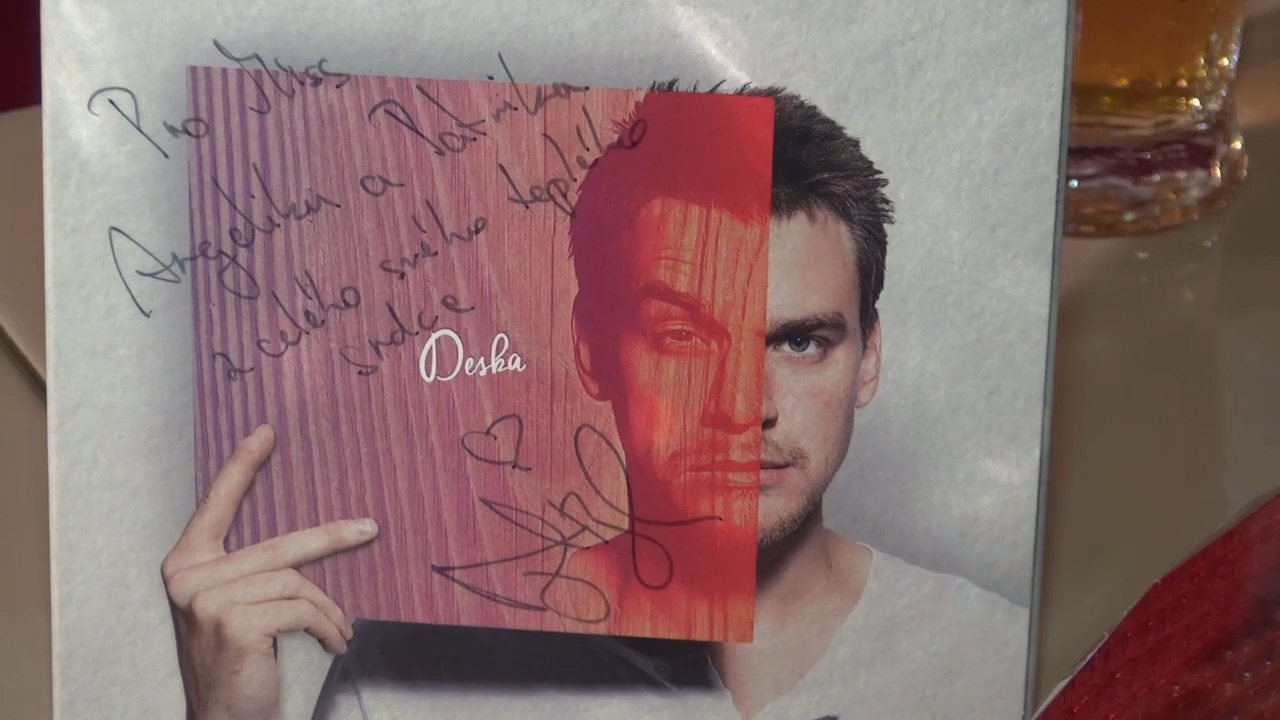 Pro Miss
Angeliku a Patrika
z celého svého teplého
srdce
Deska